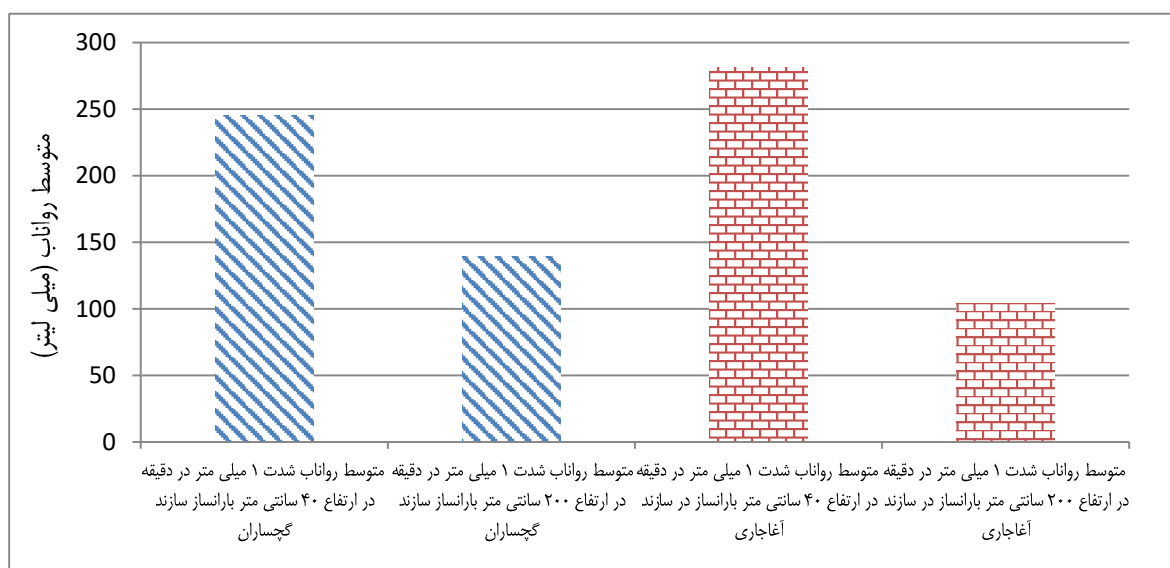 300
250
200
150
100
50
0
متوسط رواناب (میلی لیتر)
متوسط رواناب شدت ۱ میلی متر در دقیقه
در ارتفاع ۴۰ سانتی متر بارانساز سازند
گچساران
متوسط رواناب شدت ۱ میلی متر در دقیقه
در ارتفاع ۲۰۰ سانتی متر بارانساز سازند
گچساران
متوسط رواناب شدت ۱ میلی متر در دقیقه
در ارتفاع ۴۰ سانتی متر بارانساز در سازند
آغاجاری
متوسط رواناب شدت ۱ میلی متر در دقیقه
در ارتفاع ۲۰۰ سانتی متر بارانساز در سازند
آغاجاری